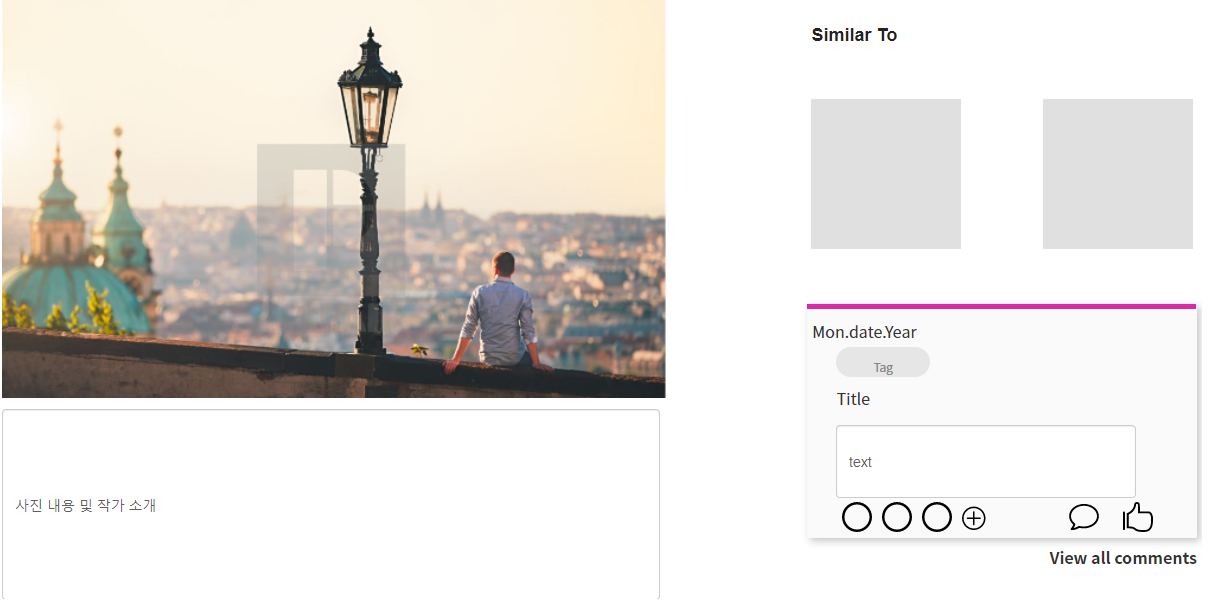 Similar To
Mon.date.Year
Tag
Title
text
사진 내용 및 작가 소개
View all comments